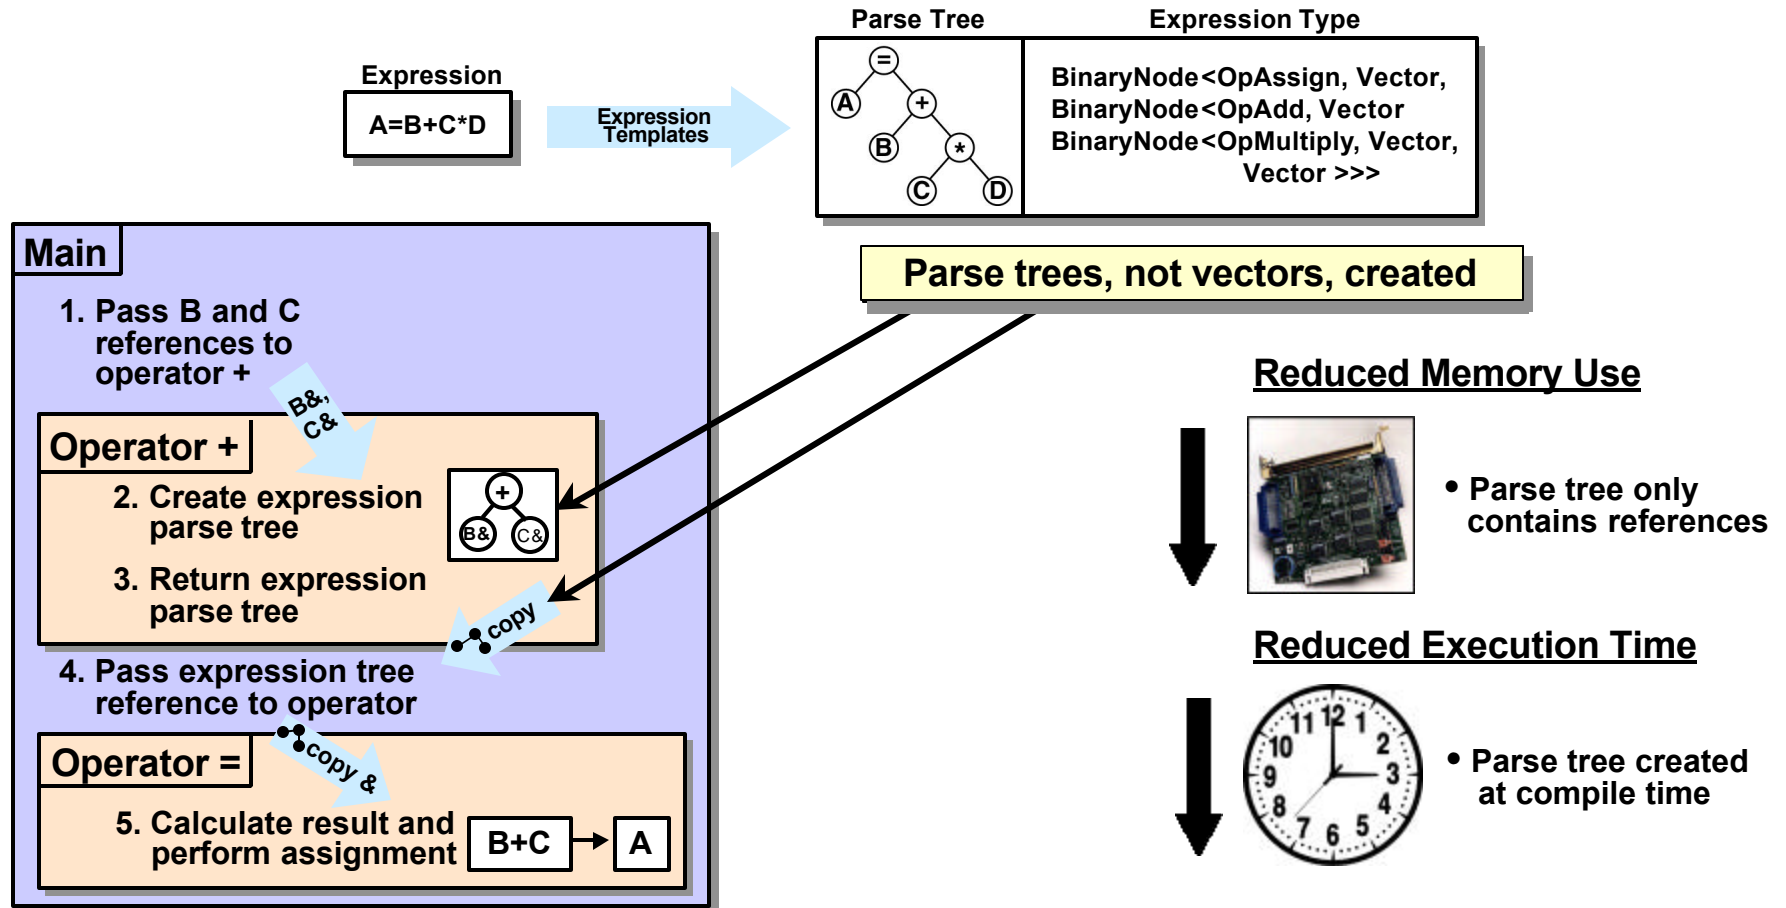 Parse Tree
Expression Type
Expression
A=B+C*D
Expression
Templates
=
A
+
B
*
C
D
BinaryNode<OpAssign, Vector,
BinaryNode<OpAdd, Vector
BinaryNode<OpMultiply, Vector,
Vector >>>
Main
1. Pass B and C
references to
operator +
B&,
C&
Operator +
2. Create expression
parse tree
+
B&
C&
3. Return expression
parse tree
copy
4. Pass expression tree
reference to operator
copy &
Operator =
5. Calculate result and
perform assignment
B+C
A
Parse trees, not vectors, created
Reduced Memory Use
• Parse tree only
contains references
Reduced Execution Time
12
1
2
3
4
5
6
7
8
9
10
11
• Parse tree created
at compile time